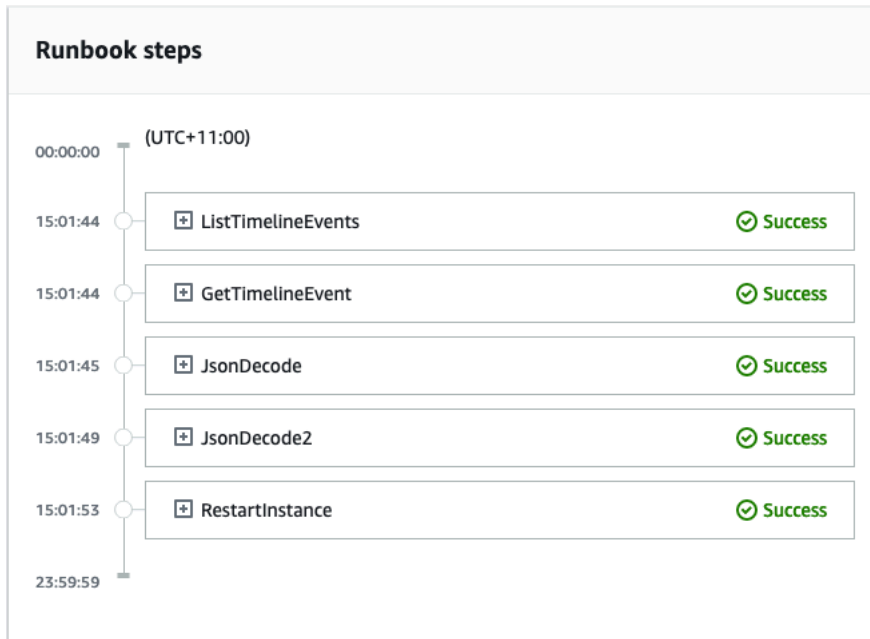 Runbook steps
(UTC+11:00)
00:00:00
15:01:44 ListTimelineEvents Success
15:01:44 GetTimelineEvent Success
15:01:45 JsonDecode Success
15:01:49 JsonDecode2 Success
15:01:53 RestartInstance Success
23:59:59